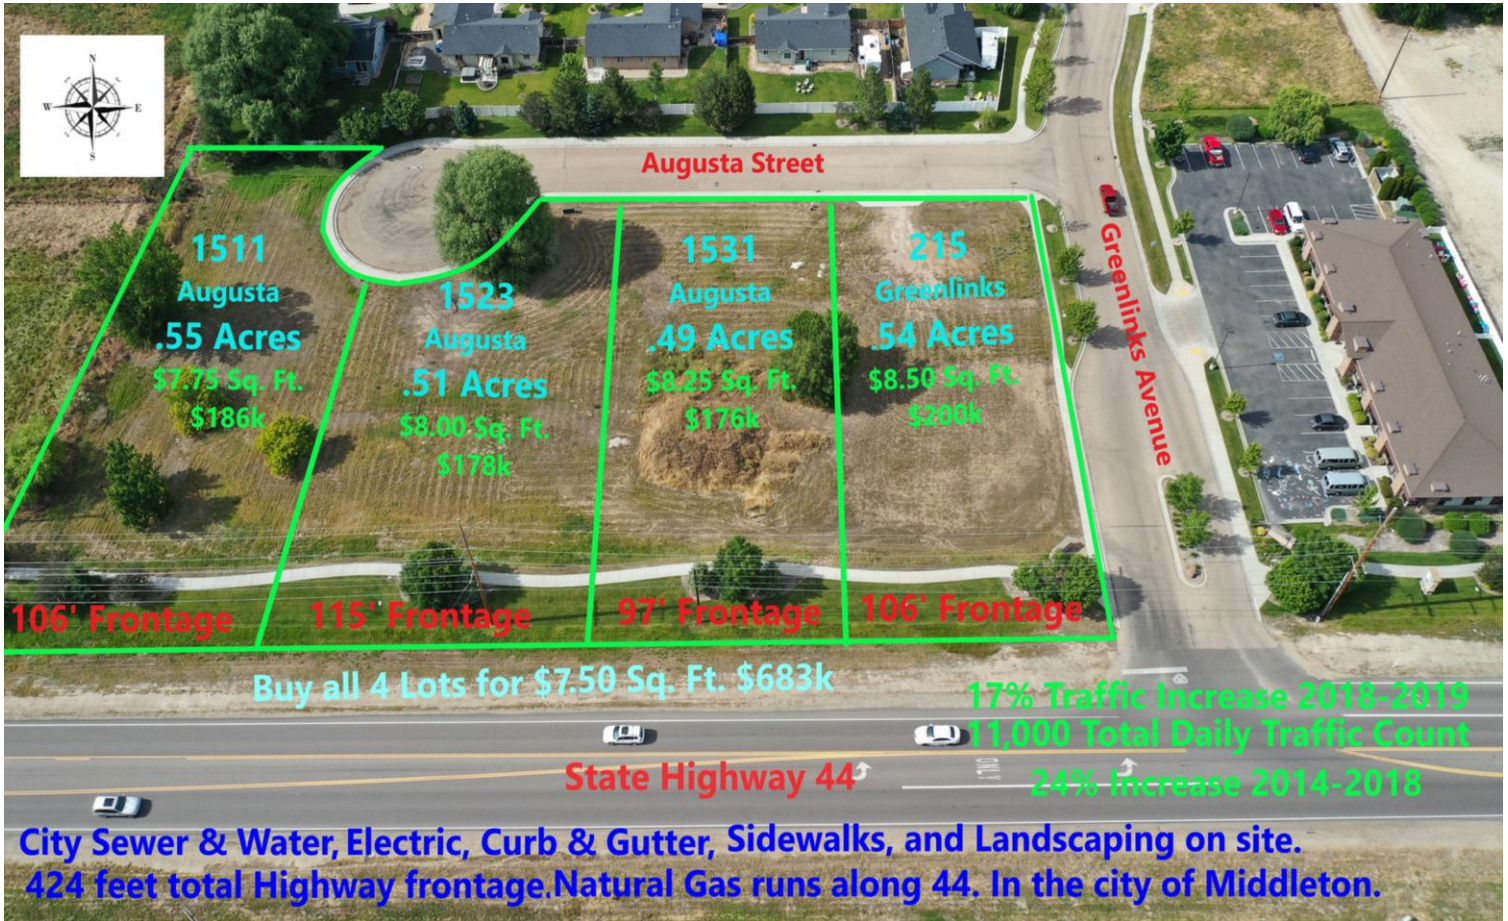 N
W E
S
Augusta Street
Greenlinks Avenue
1511
Augusta
.55 Acres
$7.75 Sq. Ft.
$186k
1523
Augusta
.51 Acres
$8.00 Sq. Ft.
$178k
1531
Augusta
.49 Acres
$8.25 Sq. Ft.
$176k
215
Greenlinks
.54 Acres
$8.50 Sq. Ft.
$200k
106' Frontage
115' Frontage
97' Frontage
106' Frontage
Buy all 4 Lots for $7.50 Sq. Ft. $683k
17% Traffic Increase 2018-2019
11,000 Total Daily Traffic Count
24% Increase 2014-2018
State Highway 44
ONLY
City Sewer & Water, Electric, Curb & Gutter, Sidewalks, and Landscaping on site.
424 feet total Highway frontage. Natural Gas runs along 44. In the city of Middleton.